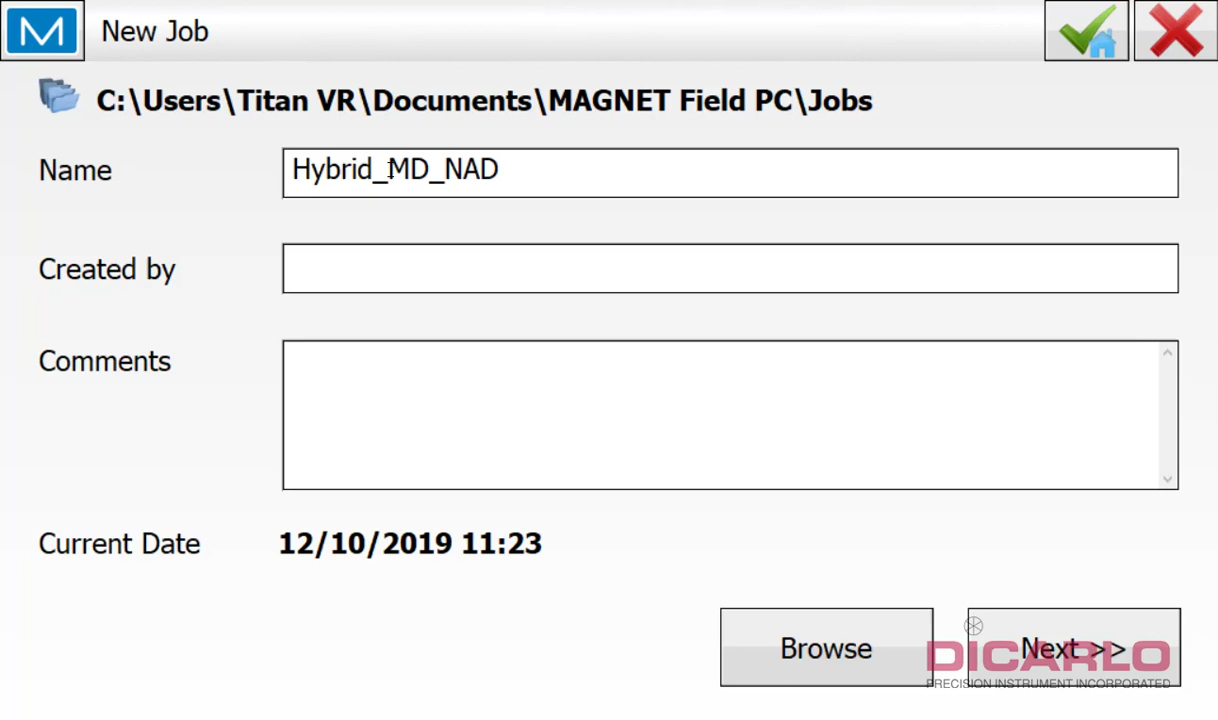 New Job
C:\Users\Titan VR\Documents\MAGNET Field PC\Jobs
Name
Hybrid_MD_NAD
Created by
Comments
Current Date
12/10/2019 11:23
Browse
Next >>
DICARLO
PRECISION INSTRUMENT INCORPORATED